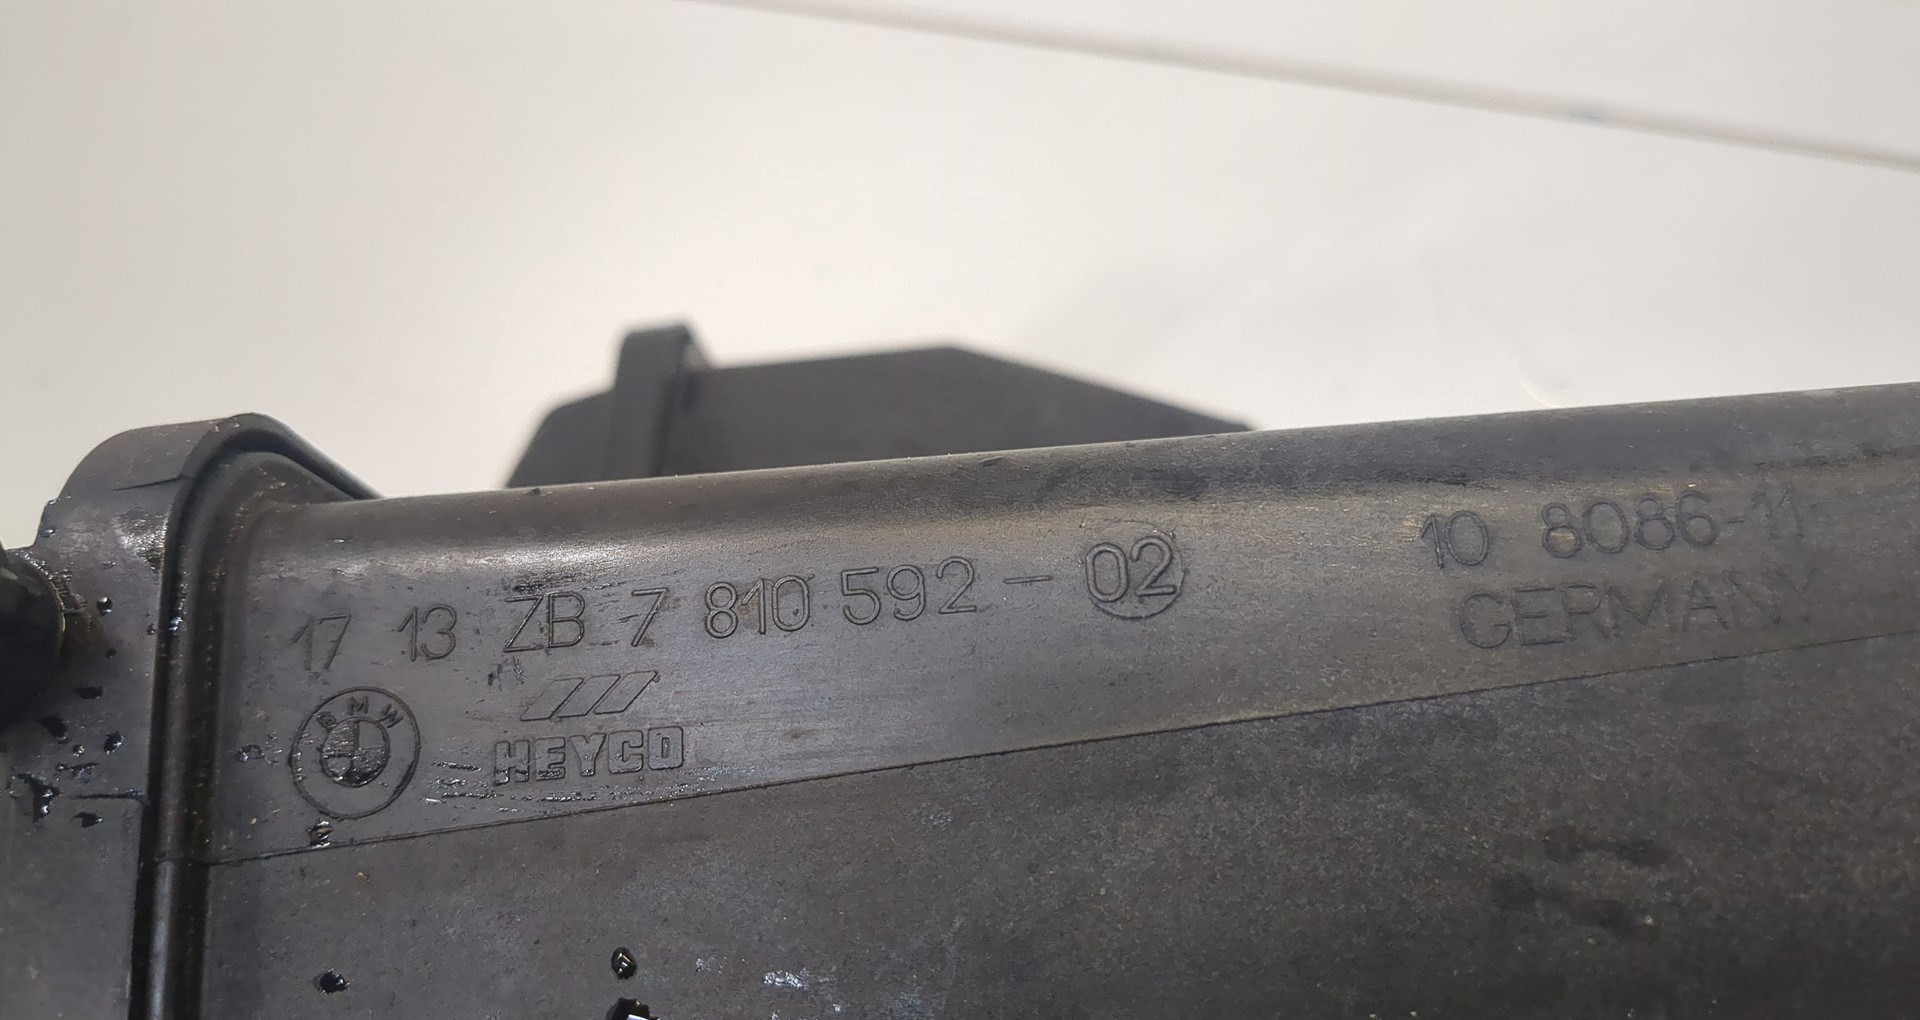 17 13 ZB 7 810 592 - 02
10 8086-11
GERMANY
BMW
HEYCO